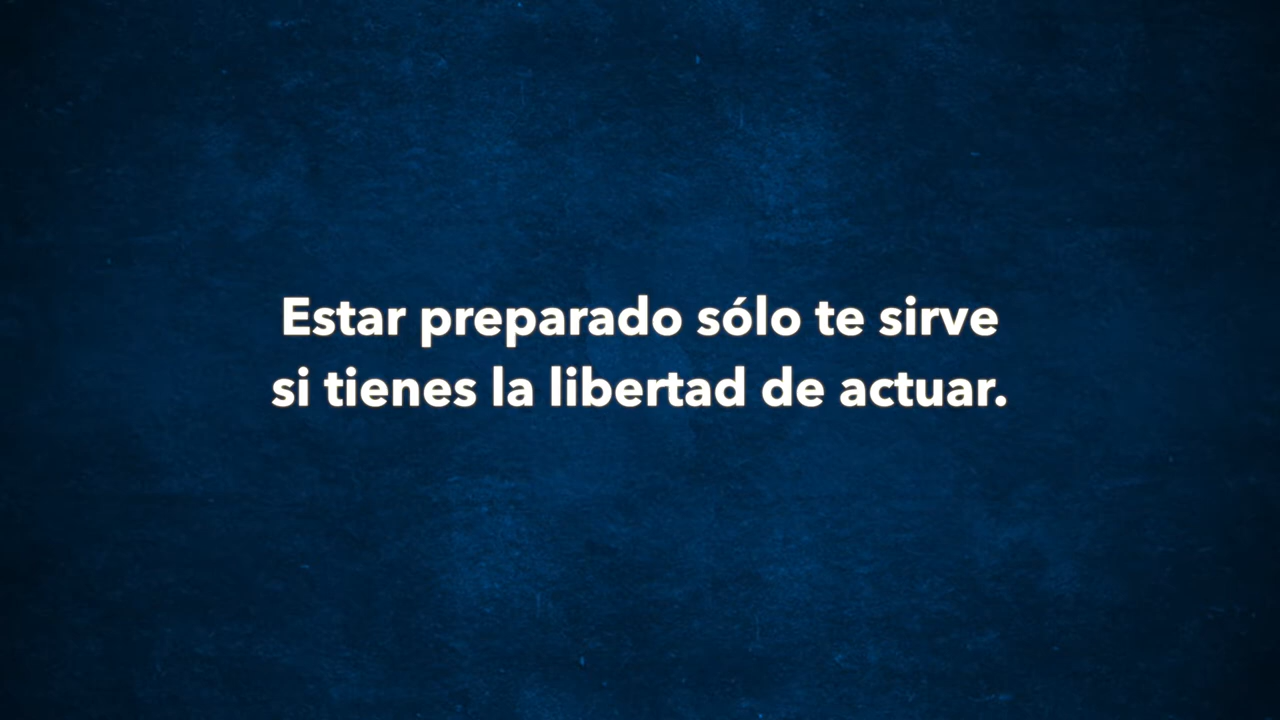 Estar preparado sólo te sirve
si tienes la libertad de actuar.